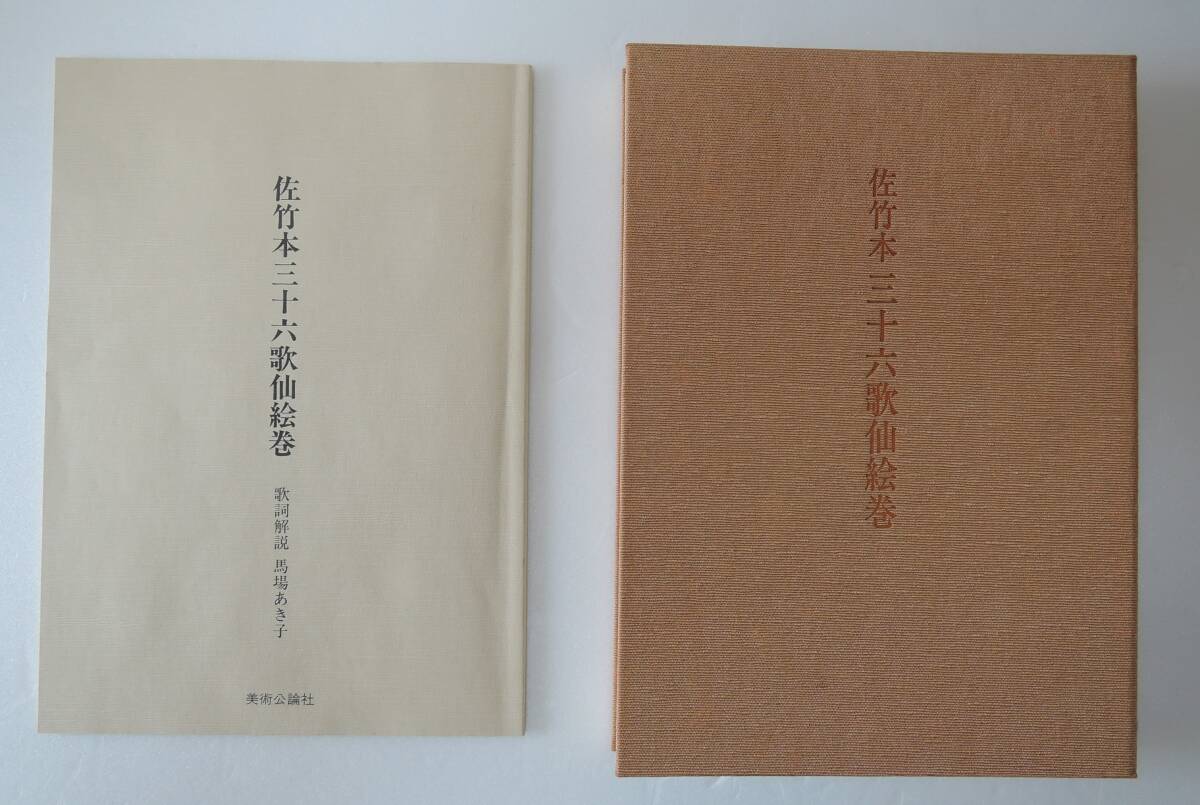 佐竹本三十六歌仙絵巻
歌詞解説 馬場あき子
美術公論社
佐竹本 三十六歌仙絵巻